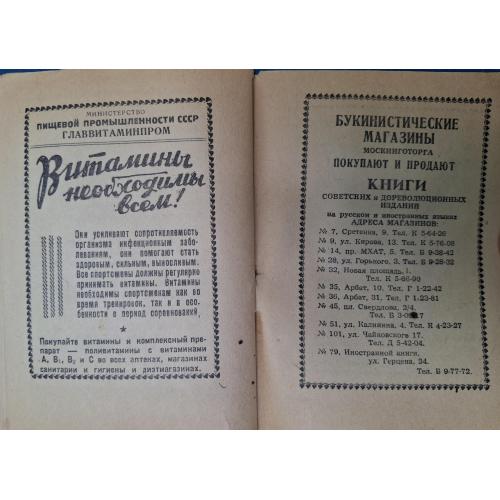 МИНИСТЕРСТВО
ПИЩЕВОЙ ПРОМЫШЛЕННОСТИ СССР
ГЛАВВИТАМИНПРОМ
Витамины
необходимы
всем!
Они усиливают сопротивляемость
организма инфекционным забо-
леваниям, они помогают стать
здоровым, сильным, выносливым.
Все спортсмены должны регулярно
принимать витамины. Витамины
необходимы спортсменам как во
время тренировок, так и в осо-
бенности в период соревнований.
Покупайте витамины и комплексный пре-
парат — поливитамины с витаминами
А, В₁, В₂ и С во всех аптеках, магазинах
санитарии и гигиены и диетмагазинах.
БУКИНИСТИЧЕСКИЕ
МАГАЗИНЫ
МОСКНИГОТОРГА
ПОКУПАЮТ И ПРОДАЮТ
КНИГИ
СОВЕТСКИХ и ДОРЕВОЛЮЦИОННЫХ
ИЗДАНИЙ
на русском и иностранных языках
АДРЕСА МАГАЗИНОВ:
№ 7, Сретенка, 9. Тел. К 5-64-26
№ 9, ул. Кирова, 13. Тел. К 5-76-08
№ 14, пр. МХАТ, 5. Тел. Б 9-38-42
№ 28, ул. Горького, 3. Тел. Б 9-28-32
№ 32, Новая площадь, 1.
Тел. К 5-66-90
№ 35, Арбат, 10. Тел. Г 1-22-42
№ 36, Арбат, 31. Тел. Г 1-23-81
№ 45, пл. Свердлова, 2/4.
Тел. Б 3-08-17
№ 51, ул. Калинина, 4. Тел. К 4-23-27
№ 101, ул. Чайковского 17.
Тел. Д 5-42-04.
№ 79, Иностранной книги,
ул. Герцена, 24.
Тел. Б 9-77-72.